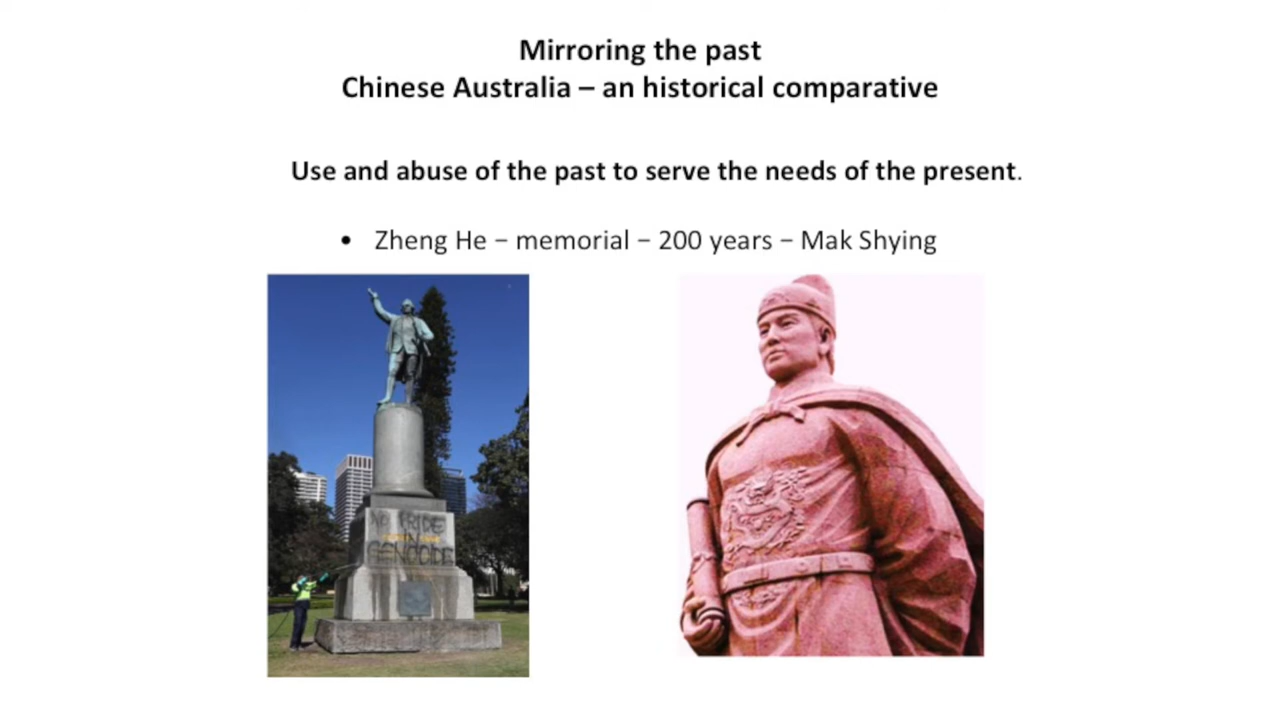 Mirroring the past
Chinese Australia – an historical comparative
Use and abuse of the past to serve the needs of the present.
• Zheng He – memorial – 200 years – Mak Shying
NO PRIDE
IN
GENOCIDE